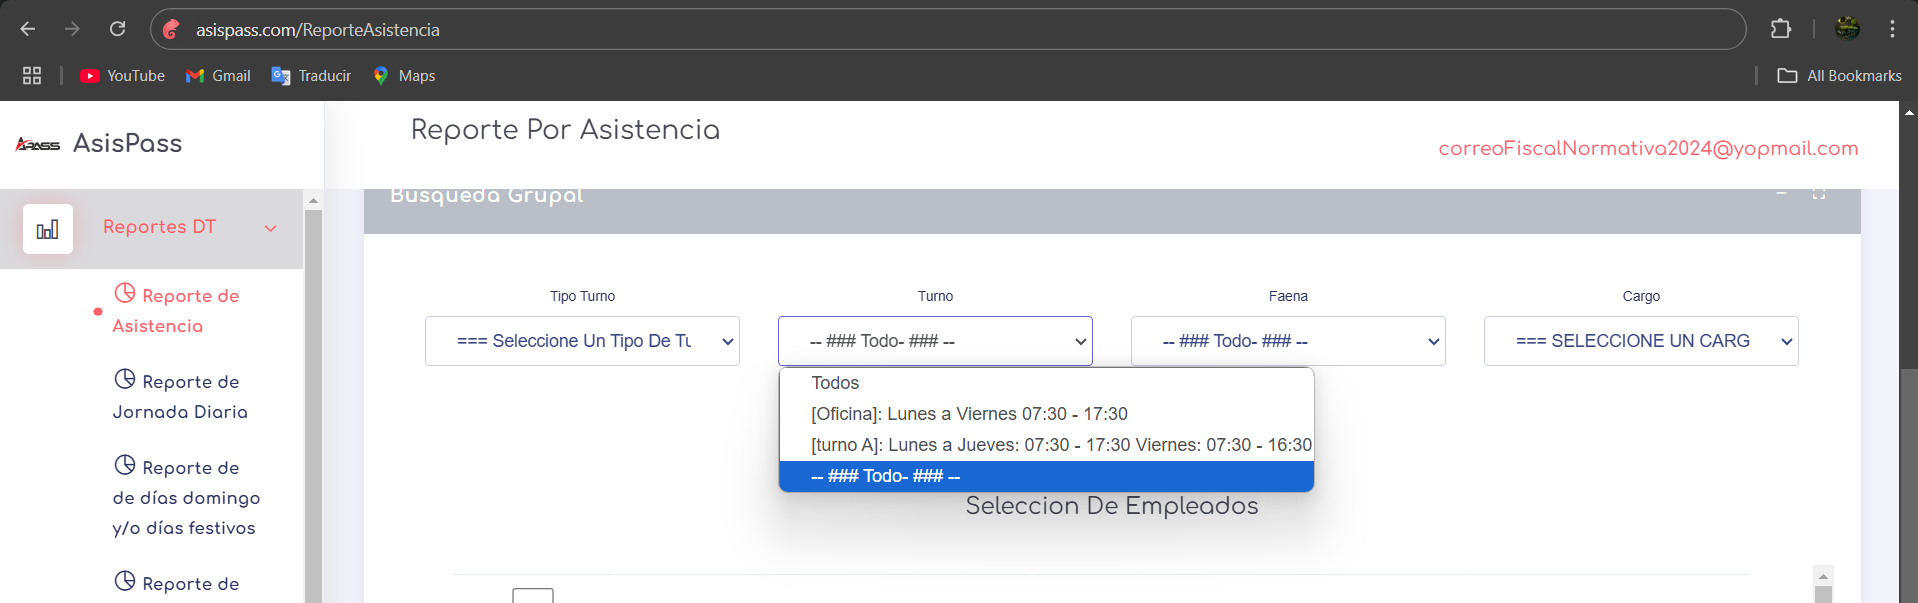 asispass.com/ReporteAsistencia
YouTube
Gmail
Traducir
Maps
All Bookmarks
APASS
AsisPass
Reporte Por Asistencia
correoFiscalNormativa2024@yopmail.com
Reportes DT
Reporte de
Asistencia
Reporte de
Jornada Diaria
Reporte de
de días domingo
y/o días festivos
Reporte de
Busqueda Grupal
Tipo Turno
Turno
Faena
Cargo
=== Seleccione Un Tipo De Tu
-- ### Todo- ### --
-- ### Todo- ### --
=== SELECCIONE UN CARG
Todos
[Oficina]: Lunes a Viernes 07:30 - 17:30
[turno A]: Lunes a Jueves: 07:30 - 17:30 Viernes: 07:30 - 16:30
-- ### Todo- ### --
Seleccion De Empleados